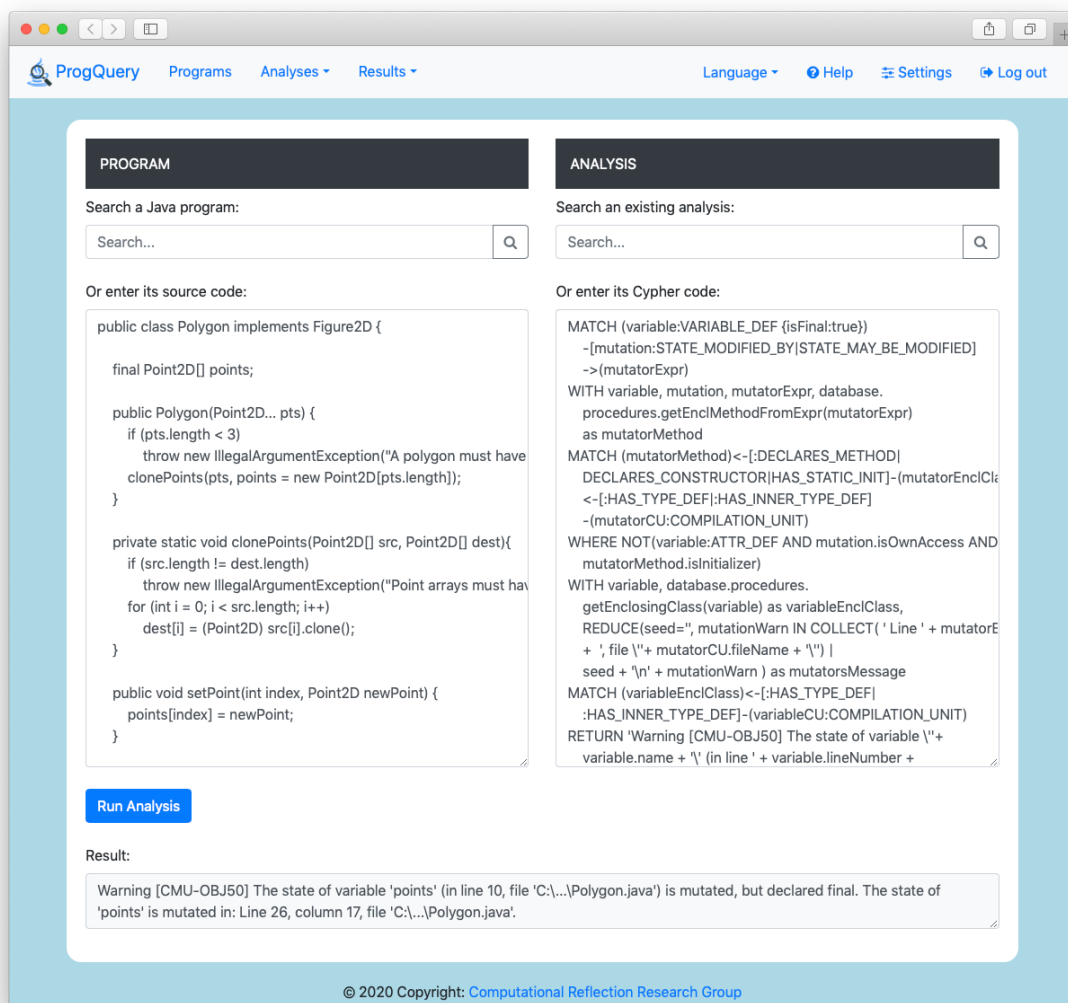 ProgQuery Programs Analyses Results Language Help Settings Log out
PROGRAM
Search a Java program:
Search...
Or enter its source code:
public class Polygon implements Figure2D {
final Point2D[] points;
public Polygon(Point2D... pts) {
if (pts.length < 3)
throw new IllegalArgumentException("A polygon must have
clonePoints(pts, points = new Point2D[pts.length]);
}
private static void clonePoints(Point2D[] src, Point2D[] dest){
if (src.length != dest.length)
throw new IllegalArgumentException("Point arrays must hav
for (int i = 0; i < src.length; i++)
dest[i] = (Point2D) src[i].clone();
}
public void setPoint(int index, Point2D newPoint) {
points[index] = newPoint;
}
ANALYSIS
Search an existing analysis:
Search...
Or enter its Cypher code:
MATCH (variable:VARIABLE_DEF {isFinal:true})
-[mutation:STATE_MODIFIED_BY|STATE_MAY_BE_MODIFIED]
->(mutatorExpr)
WITH variable, mutation, mutatorExpr, database.
procedures.getEnclMethodFromExpr(mutatorExpr)
as mutatorMethod
MATCH (mutatorMethod)<-[:DECLARES_METHOD|
DECLARES_CONSTRUCTOR|HAS_STATIC_INIT]-(mutatorEnclCla
<-[:HAS_TYPE_DEF|:HAS_INNER_TYPE_DEF]
-(mutatorCU:COMPILATION_UNIT)
WHERE NOT(variable:ATTR_DEF AND mutation.isOwnAccess AND
mutatorMethod.isInitializer)
WITH variable, database.procedures.
getEnclosingClass(variable) as variableEnclClass,
REDUCE(seed='', mutationWarn IN COLLECT( ' Line ' + mutatorE
+ ', file \''+ mutatorCU.fileName + '\'') |
seed + '\n' + mutationWarn ) as mutatorsMessage
MATCH (variableEnclClass)<-[:HAS_TYPE_DEF|
:HAS_INNER_TYPE_DEF]-(variableCU:COMPILATION_UNIT)
RETURN 'Warning [CMU-OBJ50] The state of variable \''+
variable.name + '\' (in line ' + variable.lineNumber +
Run Analysis
Result:
Warning [CMU-OBJ50] The state of variable 'points' (in line 10, file 'C:\...\Polygon.java') is mutated, but declared final. The state of
'points' is mutated in: Line 26, column 17, file 'C:\...\Polygon.java'.
© 2020 Copyright: Computational Reflection Research Group